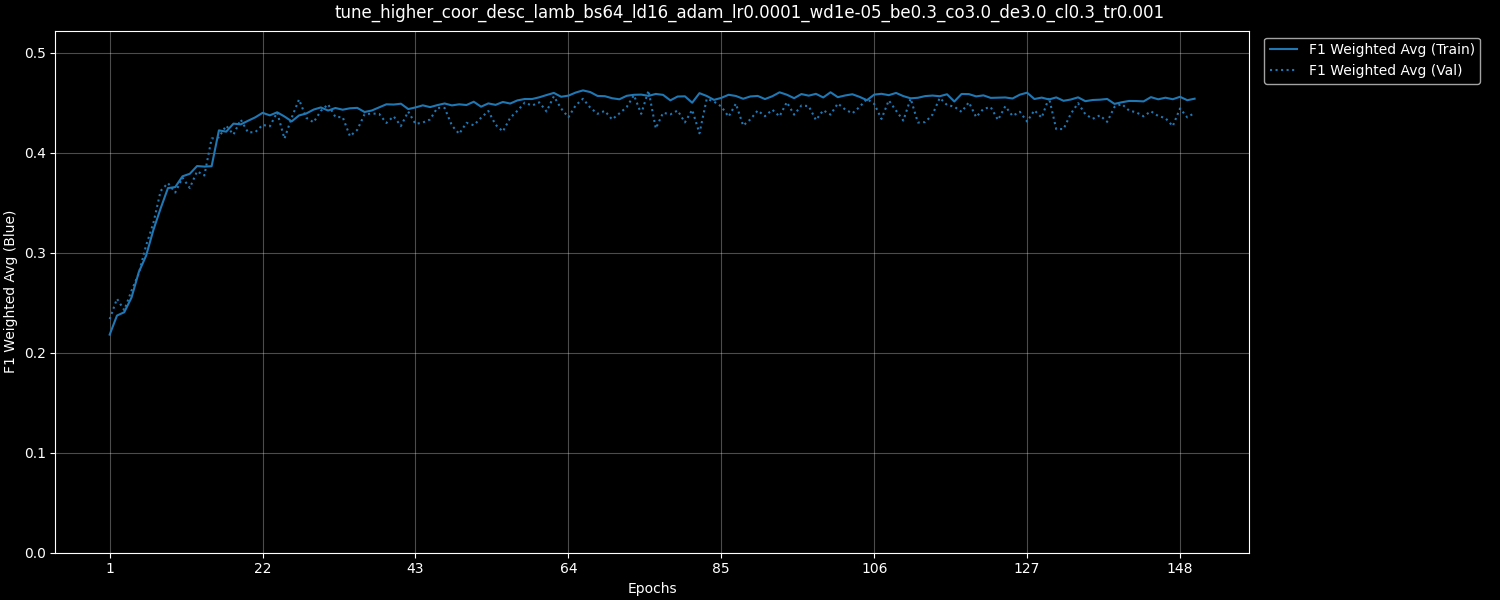 tune_higher_coor_desc_lamb_bs64_ld16_adam_lr0.0001_wd1e-05_be0.3_co3.0_de3.0_cl0.3_tr0.001
F1 Weighted Avg (Train)
F1 Weighted Avg (Val)
F1 Weighted Avg (Blue)
0.5
0.4
0.3
0.2
0.1
0.0
1 22 43 64 85 106 127 148
Epochs